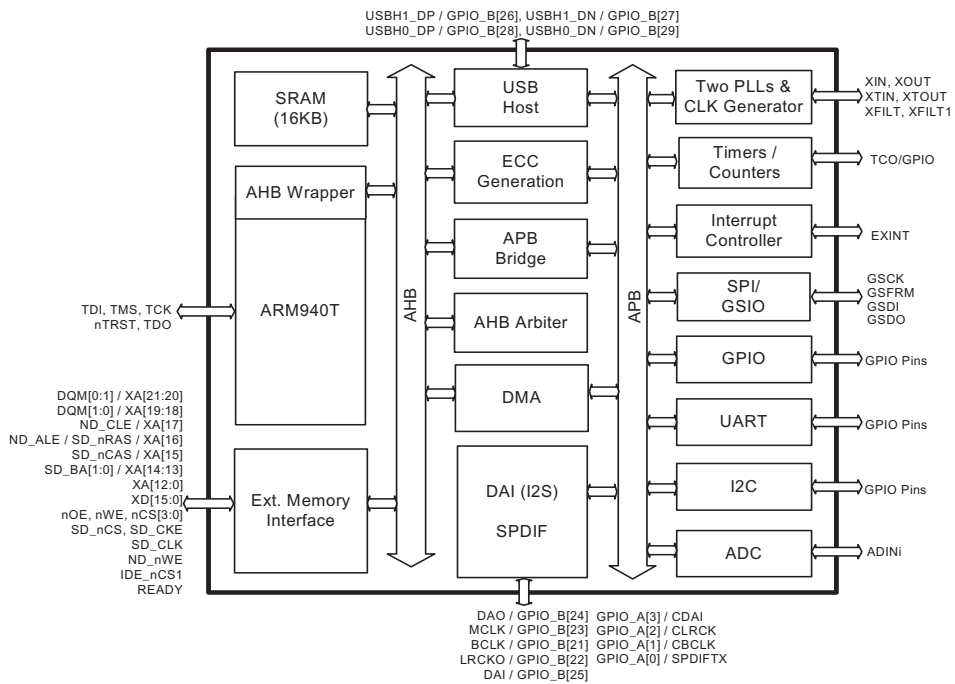 USBH1_DP / GPIO_B[26], USBH1_DN / GPIO_B[27]
USBH0_DP / GPIO_B[28], USBH0_DN / GPIO_B[29]
SRAM
(16KB)
AHB Wrapper
ARM940T
TDI, TMS, TCK
nTRST, TDO
DQM[0:1] / XA[21:20]
DQM[1:0] / XA[19:18]
ND_CLE / XA[17]
ND_ALE / SD_nRAS / XA[16]
SD_nCAS / XA[15]
SD_BA[1:0] / XA[14:13]
XA[12:0]
XD[15:0]
nOE, nWE, nCS[3:0]
SD_nCS, SD_CKE
SD_CLK
ND_nWE
IDE_nCS1
READY
Ext. Memory
Interface
AHB
USB
Host
ECC
Generation
APB
Bridge
AHB Arbiter
DMA
DAI (I2S)
SPDIF
APB
Two PLLs &
CLK Generator
Timers /
Counters
Interrupt
Controller
SPI/
GSIO
GPIO
UART
I2C
ADC
XIN, XOUT
XTIN, XTOUT
XFILT, XFILT1
TCO/GPIO
EXINT
GSCK
GSFRM
GSDI
GSDO
GPIO Pins
GPIO Pins
GPIO Pins
ADINi
DAO / GPIO_B[24]
MCLK / GPIO_B[23]
BCLK / GPIO_B[21]
LRCKO / GPIO_B[22]
DAI / GPIO_B[25]
GPIO_A[3] / CDAI
GPIO_A[2] / CLRCK
GPIO_A[1] / CBCLK
GPIO_A[0] / SPDIFTX